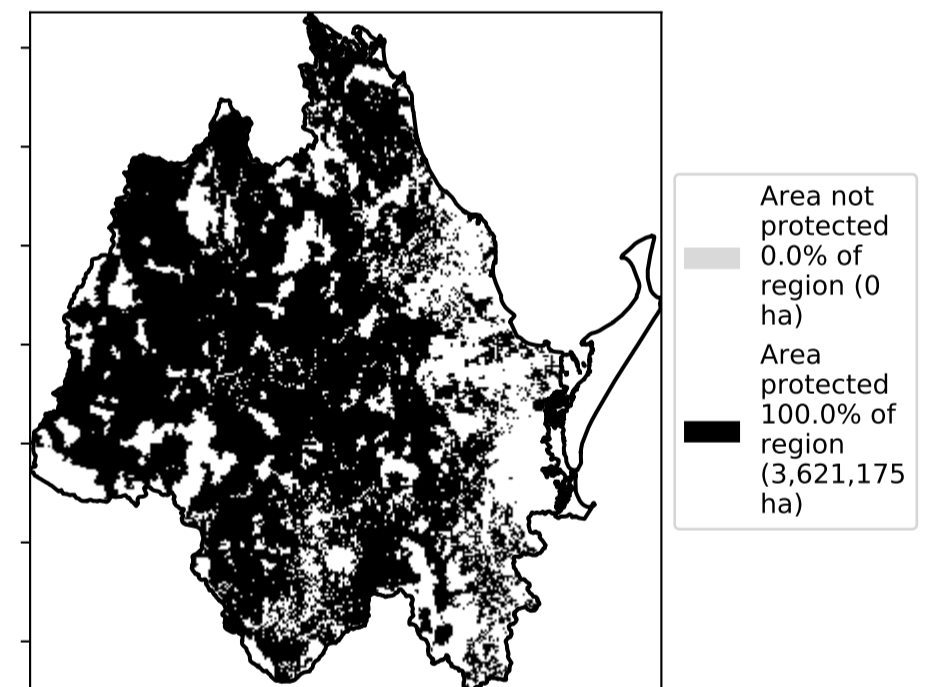 Area not
protected
0.0% of
region (0
ha)
Area
protected
100.0% of
region
(3,621,175
ha)